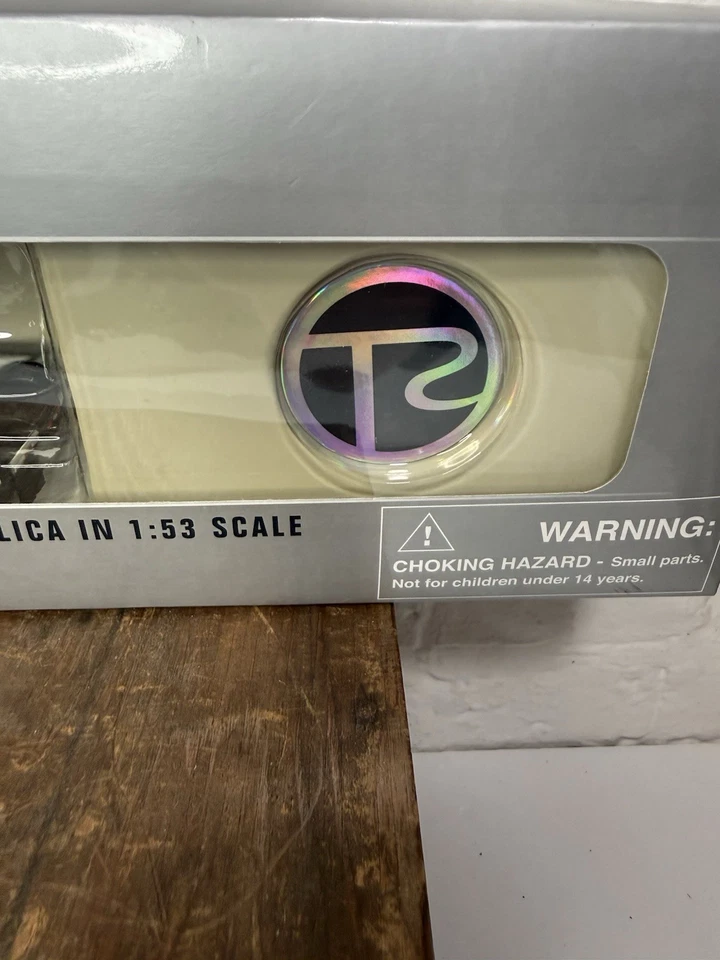 LICA IN 1:53 SCALE
WARNING:
CHOKING HAZARD - Small parts.
Not for children under 14 years.